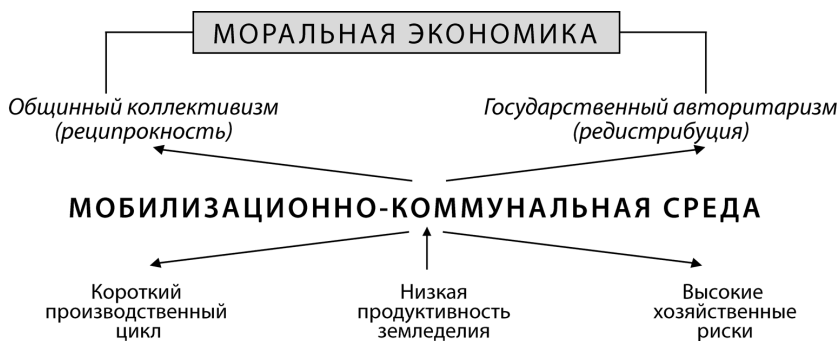 МОРАЛЬНАЯ ЭКОНОМИКА
Общинный коллективизм
(реципрокность)
Государственный авторитаризм
(редистрибуция)
МОБИЛИЗАЦИОННО-КОММУНАЛЬНАЯ СРЕДА
Короткий
производственный
цикл
Низкая
продуктивность
земледелия
Высокие
хозяйственные
риски